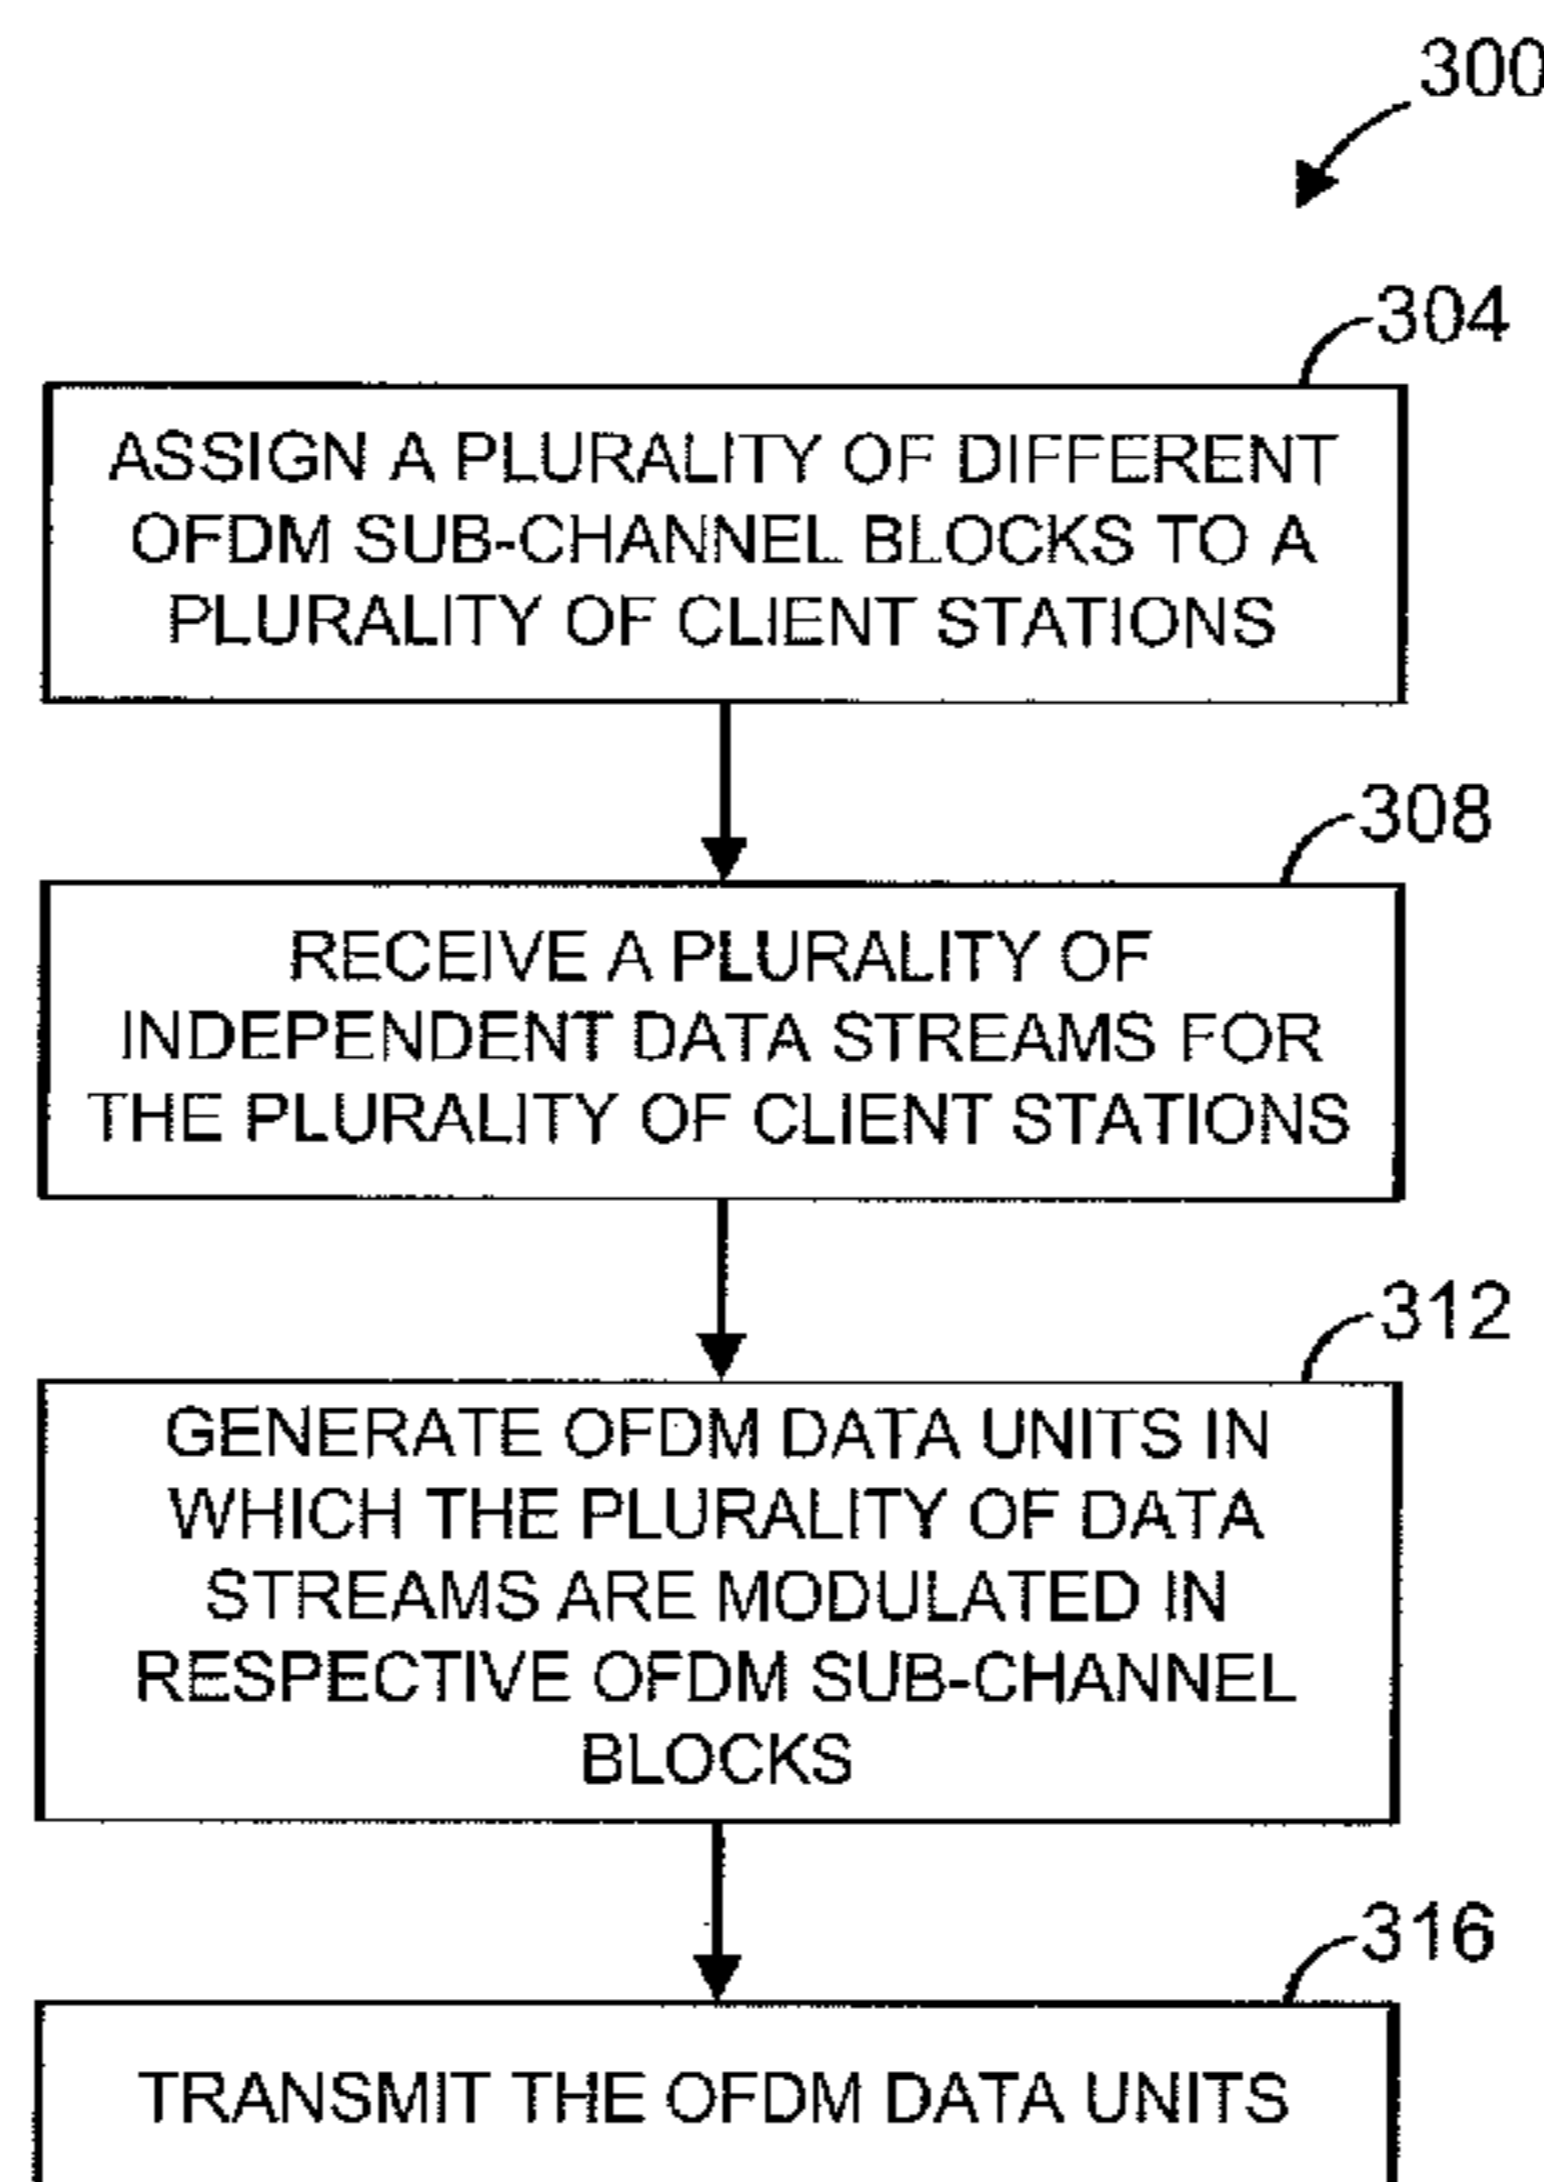 300
304
ASSIGN A PLURALITY OF DIFFERENT
OFDM SUB-CHANNEL BLOCKS TO A
PLURALITY OF CLIENT STATIONS
308
RECEIVE A PLURALITY OF
INDEPENDENT DATA STREAMS FOR
THE PLURALITY OF CLIENT STATIONS
312
GENERATE OFDM DATA UNITS IN
WHICH THE PLURALITY OF DATA
STREAMS ARE MODULATED IN
RESPECTIVE OFDM SUB-CHANNEL
BLOCKS
316
TRANSMIT THE OFDM DATA UNITS